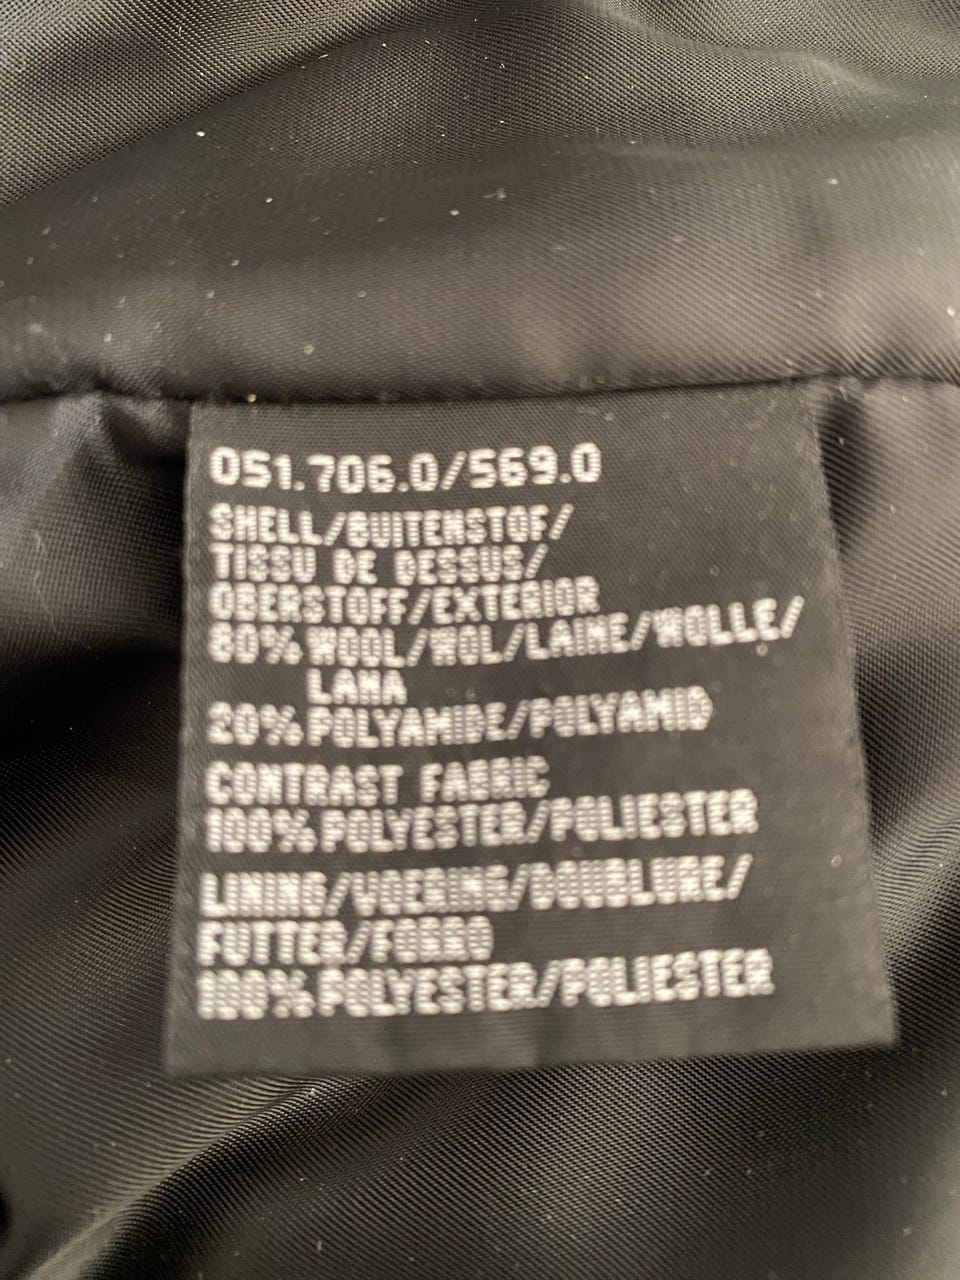 051.706.0/569.0
SHELL/BUITENSTOF/
TISSU DE DESSUS/
OBERSTOFF/EXTERIOR
80% WOOL/WOL/LAINE/WOLLE/
LANA
20% POLYAMIDE/POLYAMID
CONTRAST FABRIC
100% POLYESTER/POLIESTER
LINING/VOERING/DOUBLURE/
FUTTER/FORRO
100% POLYESTER/POLIESTER